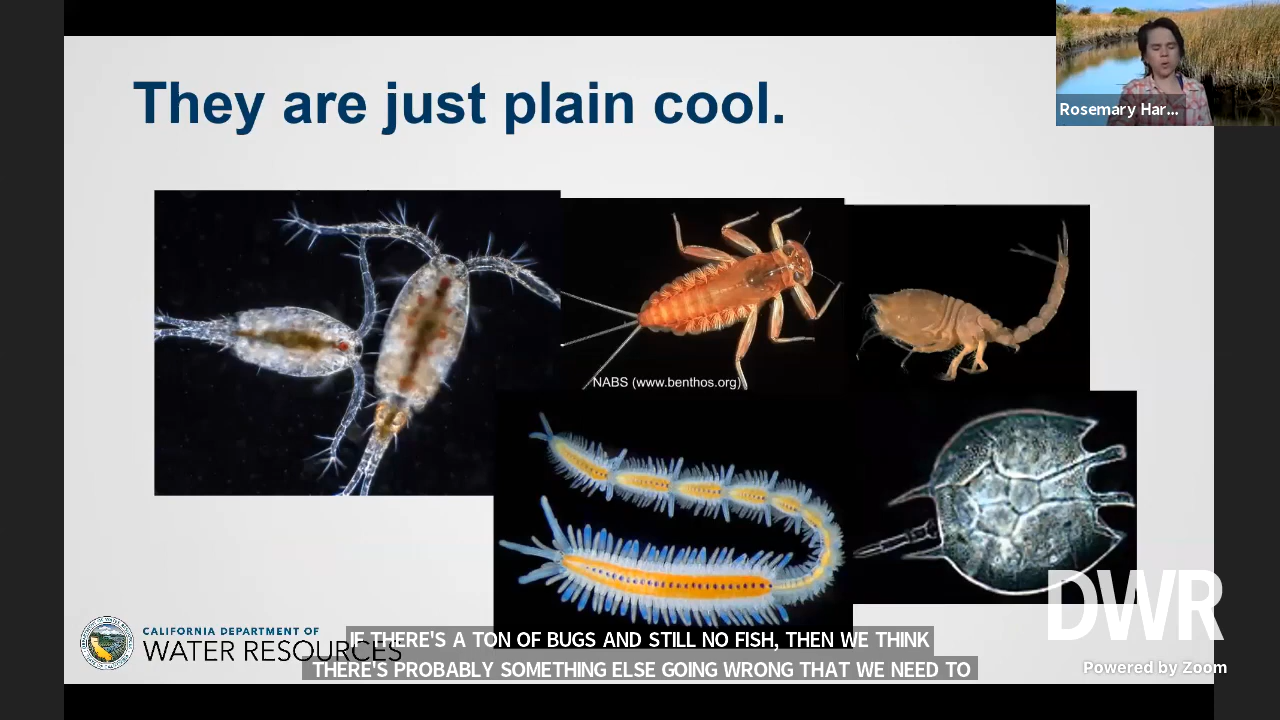 They are just plain cool.
Rosemary Har...
NABS (www.benthos.org)
CALIFORNIA DEPARTMENT OF
WATER RESOURCES
IF THERE'S A TON OF BUGS AND STILL NO FISH, THEN WE THINK
THERE'S PROBABLY SOMETHING ELSE GOING WRONG THAT WE NEED TO
DWR
Powered by Zoom